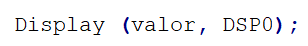 Display (valor, DSP0);